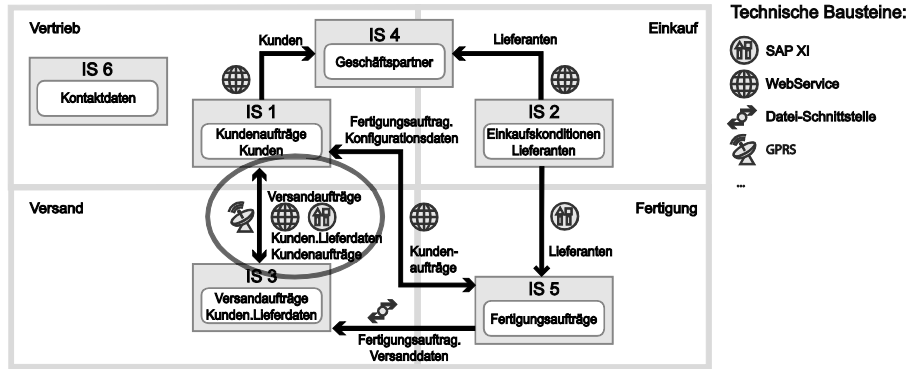 Vertrieb
Einkauf
Technische Bausteine:
IS 4
Geschäftspartner
Kunden
Lieferanten
SAP XI
WebService
Datei-Schnittstelle
GPRS
...
IS 6
Kontaktdaten
IS 1
Kundenaufträge
Kunden
Fertigungsauftrag.
Konfigurationsdaten
IS 2
Einkaufskonditionen
Lieferanten
Versand
Fertigung
Versandaufträge
Kunden.Lieferdaten
Kundenaufträge
Kunden-
aufträge
Lieferanten
IS 3
Versandaufträge
Kunden.Lieferdaten
IS 5
Fertigungsaufträge
Fertigungsauftrag.
Versanddaten